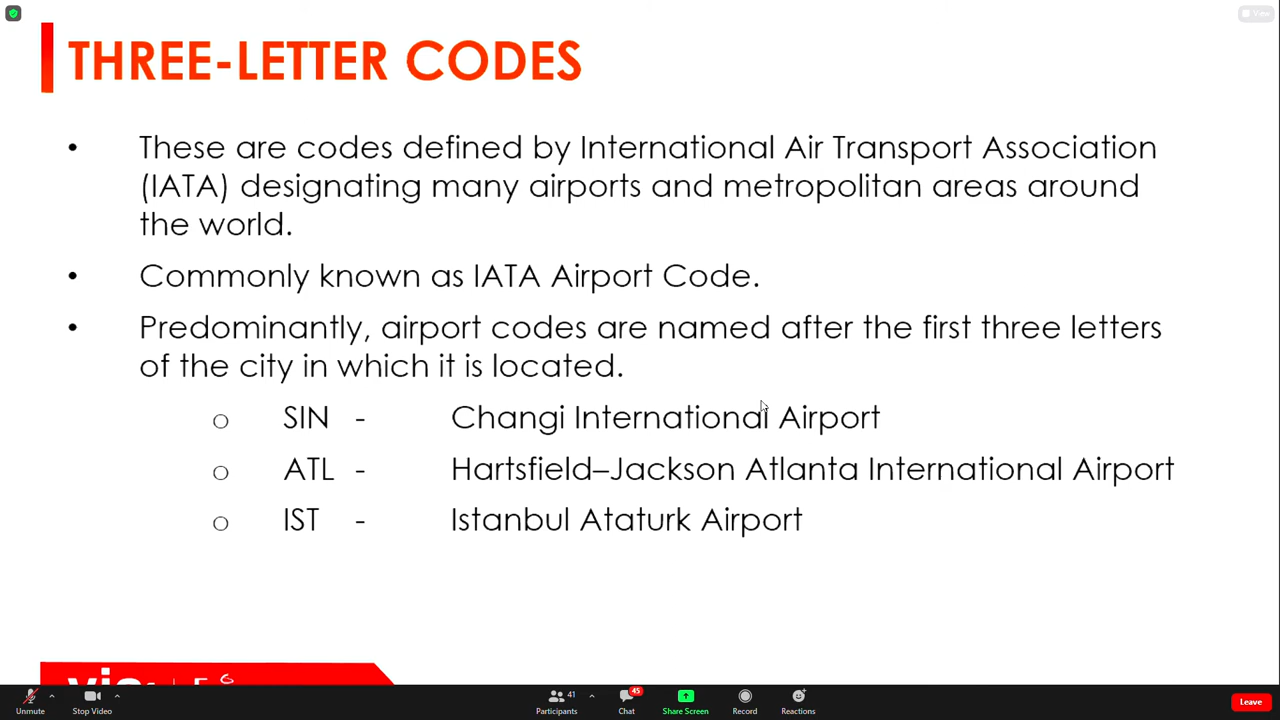 View
THREE-LETTER CODES
• These are codes defined by International Air Transport Association
(IATA) designating many airports and metropolitan areas around
the world.
• Commonly known as IATA Airport Code.
• Predominantly, airport codes are named after the first three letters
of the city in which it is located.
o SIN - Changi International Airport
o ATL - Hartsfield–Jackson Atlanta International Airport
o IST - Istanbul Ataturk Airport
Unmute
Stop Video
41
Participants
45
Chat
Share Screen
Record
Reactions
Leave